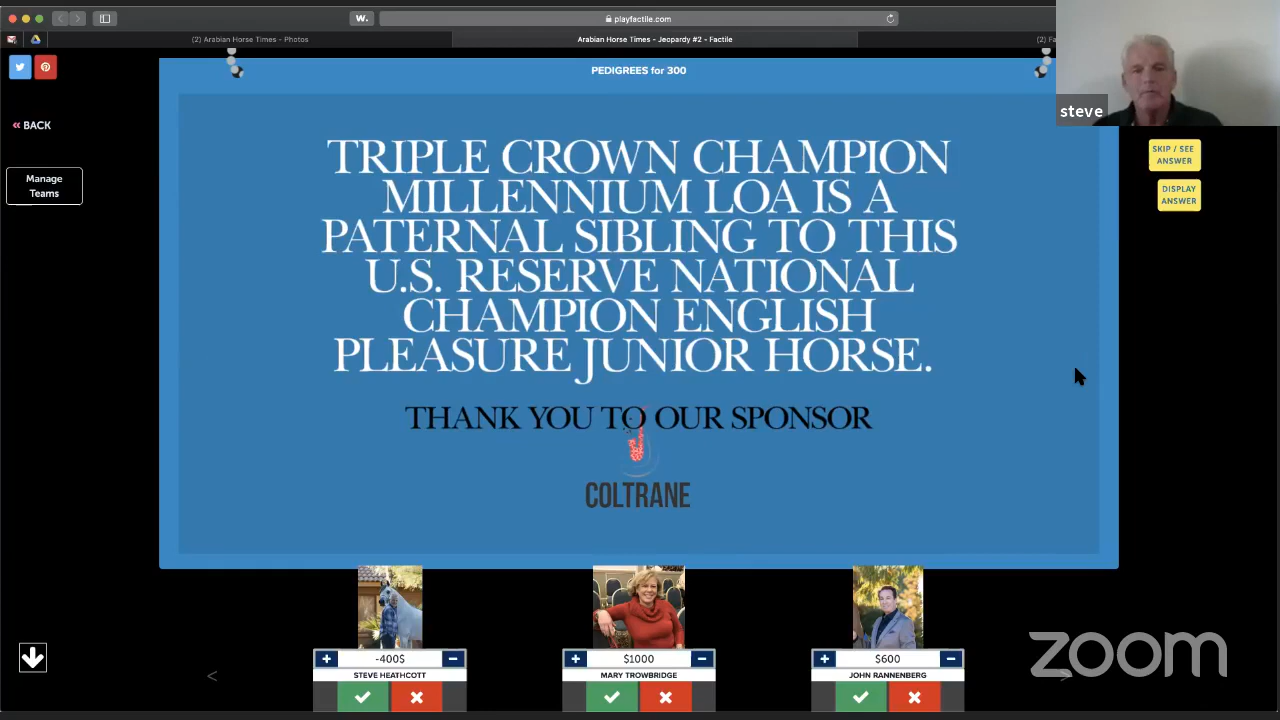 W.
playfactile.com
(2) Arabian Horse Times - Photos
Arabian Horse Times - Jeopardy #2 - Factile
(2) Fa
PEDIGREES for 300
steve
« BACK
Manage
Teams
SKIP / SEE
ANSWER
DISPLAY
ANSWER
TRIPLE CROWN CHAMPION
MILLENNIUM LOA IS A
PATERNAL SIBLING TO THIS
U.S. RESERVE NATIONAL
CHAMPION ENGLISH
PLEASURE JUNIOR HORSE.
THANK YOU TO OUR SPONSOR
COLTRANE
-400$
$1000
$600
STEVE HEATHCOTT
MARY TROWBRIDGE
JOHN RANNENBERG
zoom